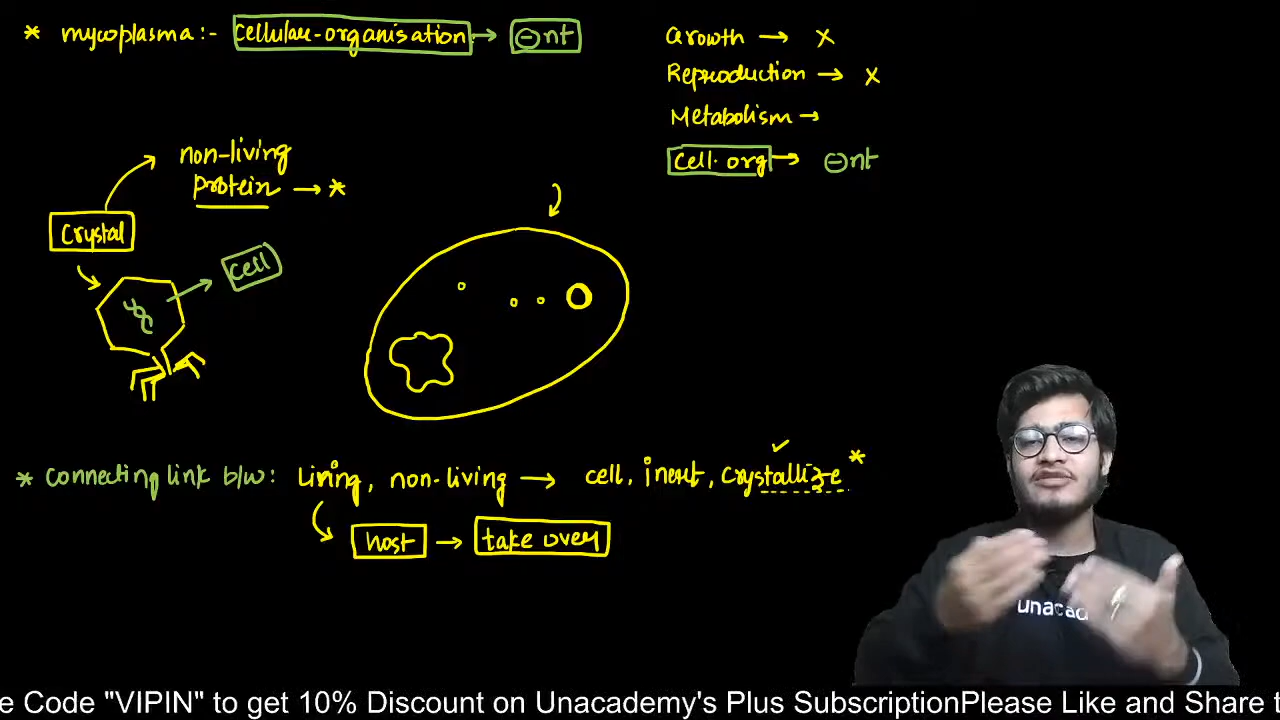 * mycoplasma :- cellular-organisation → ⊖nt
Growth → x
Reproduction → x
Metabolism →
Cell. org → ⊖nt
non-living
protein → *
Crystal
cell
* connecting link b/w: Living, non-living → cell, inert, crystallize *
host → take over
unacad
e Code "VIPIN" to get 10% Discount on Unacademy's Plus SubscriptionPlease Like and Share t